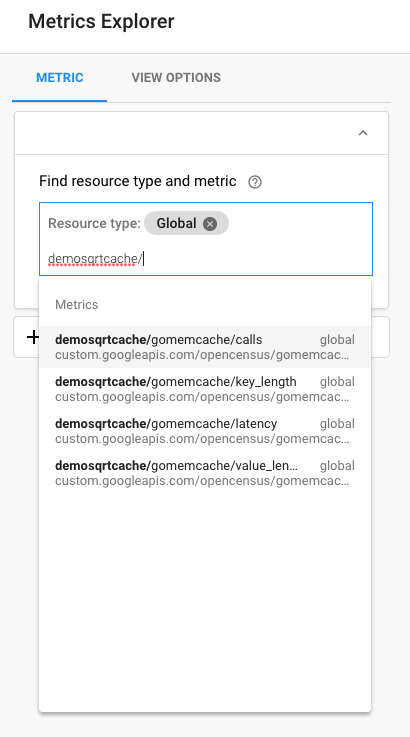 Metrics Explorer
METRIC VIEW OPTIONS
Find resource type and metric
Resource type: Global
demosqrtcache/
Metrics
demosqrtcache/gomemcache/calls global
custom.googleapis.com/opencensus/gomemcac...
demosqrtcache/gomemcache/key_length global
custom.googleapis.com/opencensus/gomemcac...
demosqrtcache/gomemcache/latency global
custom.googleapis.com/opencensus/gomemcac...
demosqrtcache/gomemcache/value_len... global
custom.googleapis.com/opencensus/gomemcac...